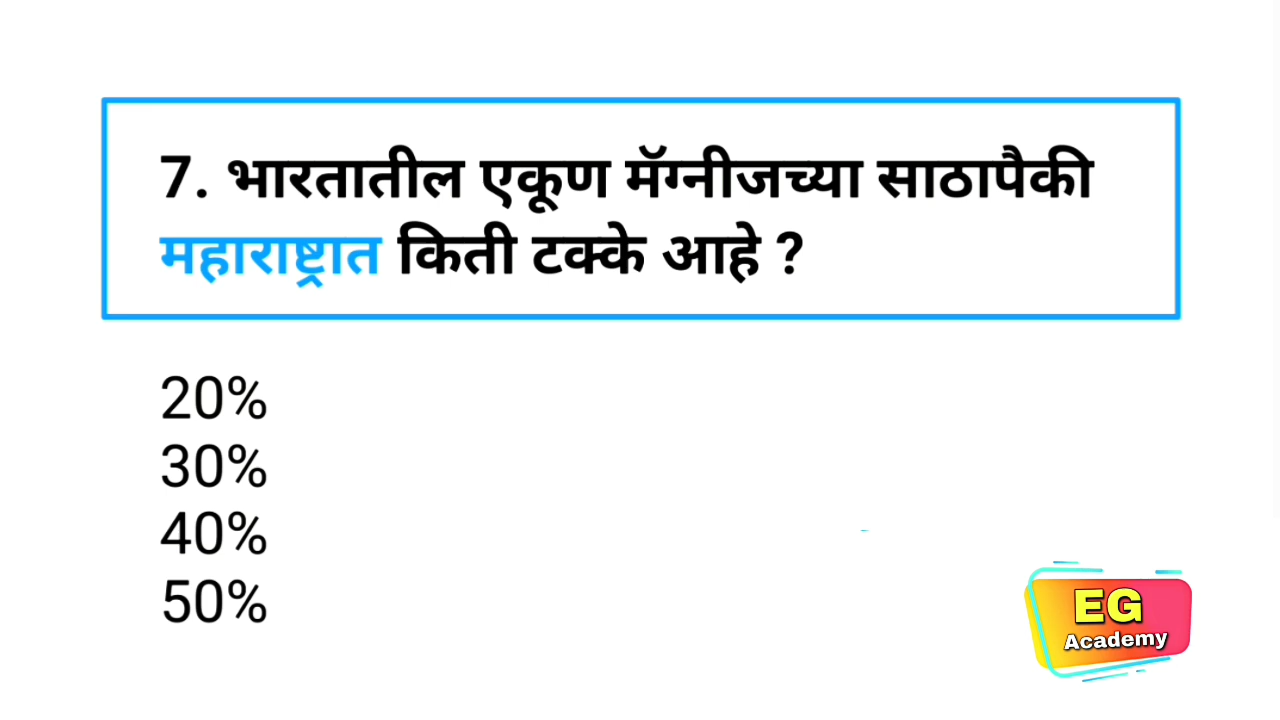 7. भारतातील एकूण मॅग्नीजच्या साठापैकी
महाराष्ट्रात किती टक्के आहे ?
20%
30%
40%
50%
EG
Academy